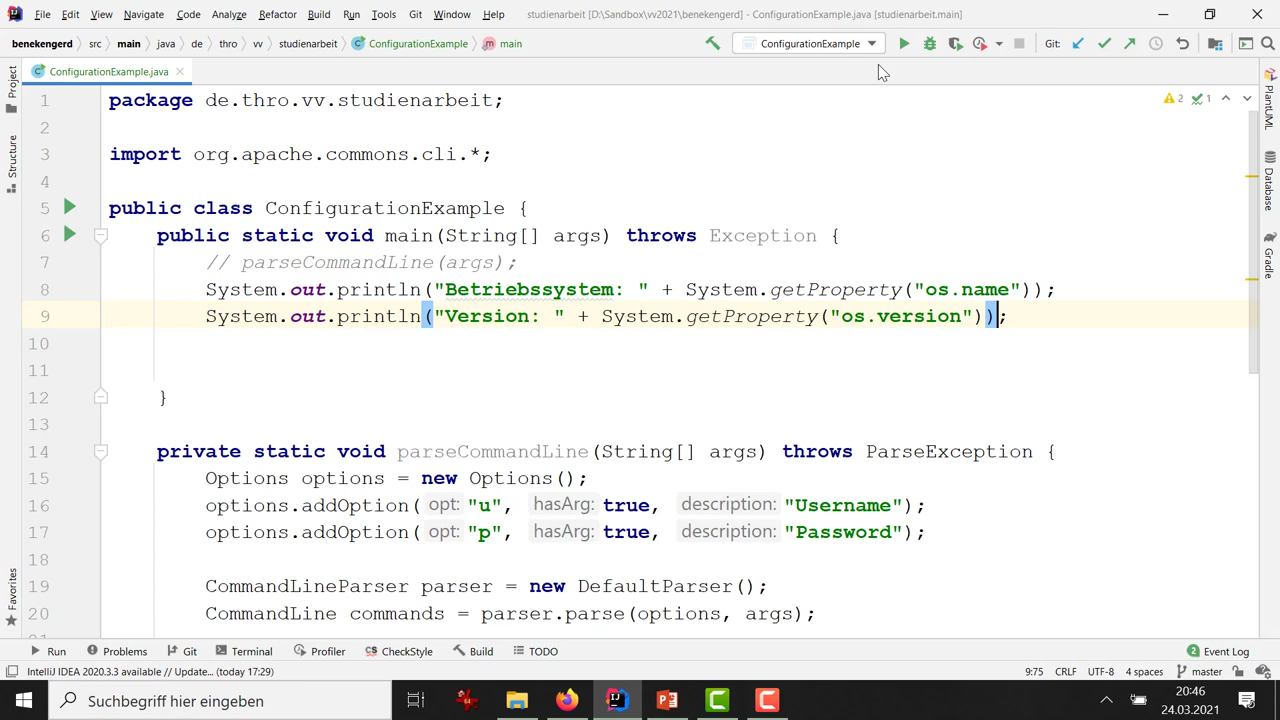 File Edit View Navigate Code Analyze Refactor Build Run Tools Git Window Help studienarbeit [D:\Sandbox\vv2021\benekengerd] - ConfigurationExample.java [studienarbeit.main]
benekengerd src main java de thro vv studienarbeit ConfigurationExample main ConfigurationExample Git:
Project
Structure
Favorites
ConfigurationExample.java
2 1
PlantUML
Database
Gradle
1 package de.thro.vv.studienarbeit;
2
3 import org.apache.commons.cli.*;
4
5 public class ConfigurationExample {
6 public static void main(String[] args) throws Exception {
7 // parseCommandLine(args);
8 System.out.println("Betriebssystem: " + System.getProperty("os.name"));
9 System.out.println("Version: " + System.getProperty("os.version"));
10
11
12 }
13
14 private static void parseCommandLine(String[] args) throws ParseException {
15 Options options = new Options();
16 options.addOption( opt: "u", hasArg: true, description: "Username");
17 options.addOption( opt: "p", hasArg: true, description: "Password");
18
19 CommandLineParser parser = new DefaultParser();
20 CommandLine commands = parser.parse(options, args);
Run Problems Git Terminal Profiler CheckStyle Build TODO 2 Event Log
IntelliJ IDEA 2020.3.3 available // Update... (today 17:29) 9:75 CRLF UTF-8 4 spaces master
Suchbegriff hier eingeben
20:46
24.03.2021